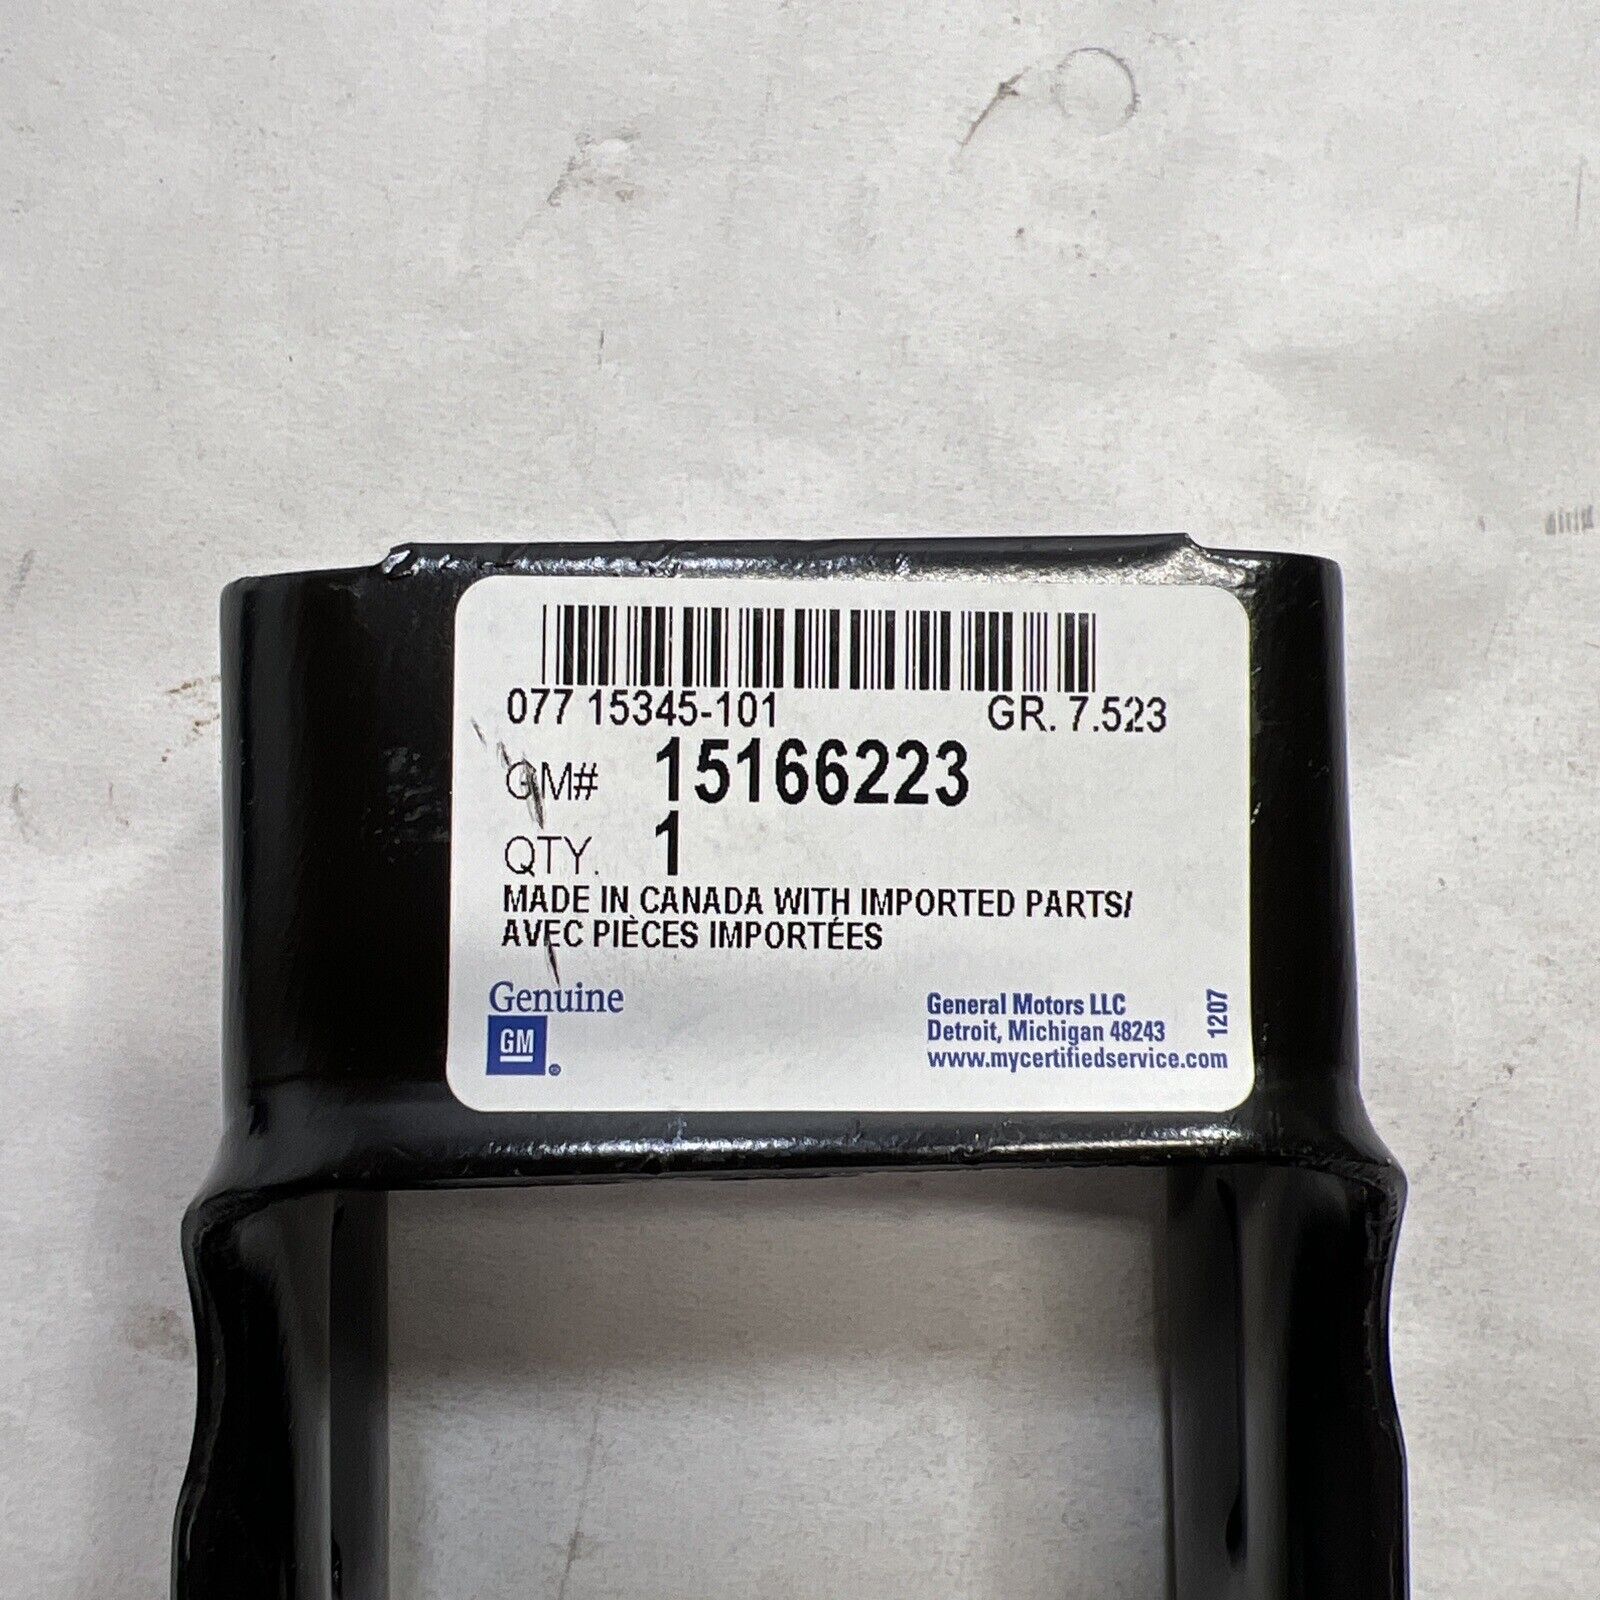 077 15345-101 GR. 7.523
GM# 15166223
QTY. 1
MADE IN CANADA WITH IMPORTED PARTS/
AVEC PIÈCES IMPORTÉES
Genuine
GM
General Motors LLC
Detroit, Michigan 48243
www.mycertifiedservice.com
1207